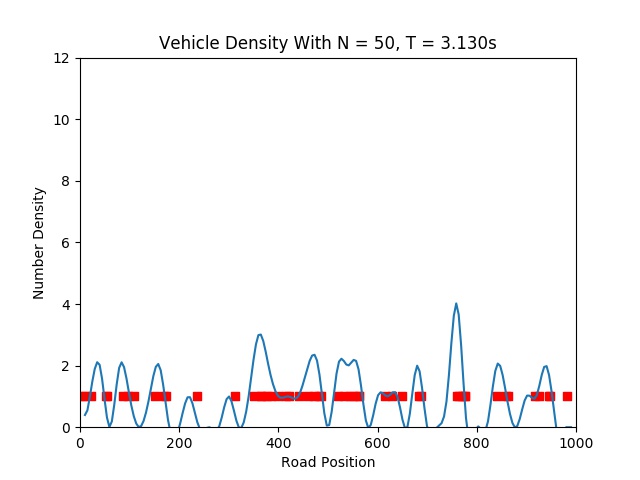 Vehicle Density With N = 50, T = 3.130s
12
10
8
6
4
2
0
Number Density
0 200 400 600 800 1000
Road Position